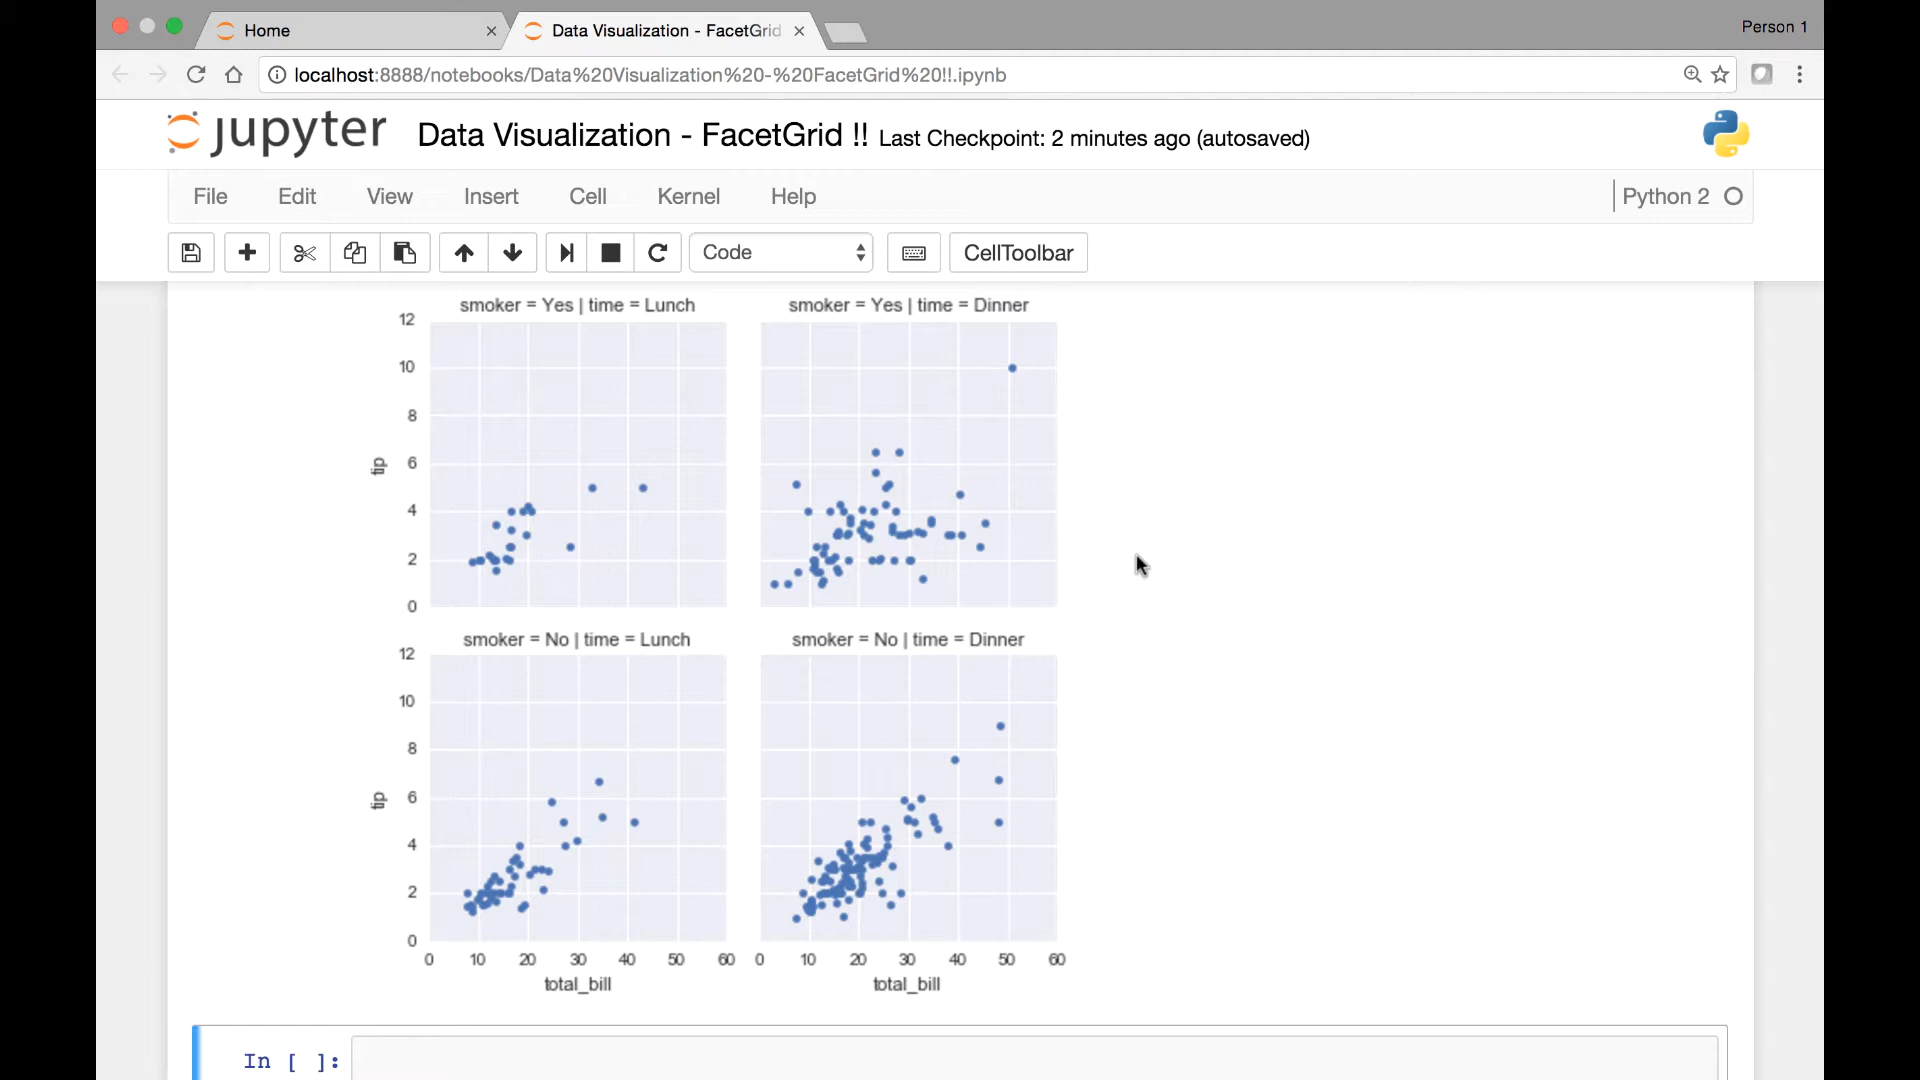 Home
Data Visualization - FacetGrid
Person 1
localhost:8888/notebooks/Data%20Visualization%20-%20FacetGrid%20!!.ipynb
jupyter Data Visualization - FacetGrid !! Last Checkpoint: 2 minutes ago (autosaved)
File Edit View Insert Cell Kernel Help Python 2
Code CellToolbar
smoker = Yes | time = Lunch smoker = Yes | time = Dinner
12
10
8
6
4
2
0
tip
smoker = No | time = Lunch smoker = No | time = Dinner
12
10
8
6
4
2
0
tip
0 10 20 30 40 50 60 0 10 20 30 40 50 60
total_bill total_bill
In [ ]: